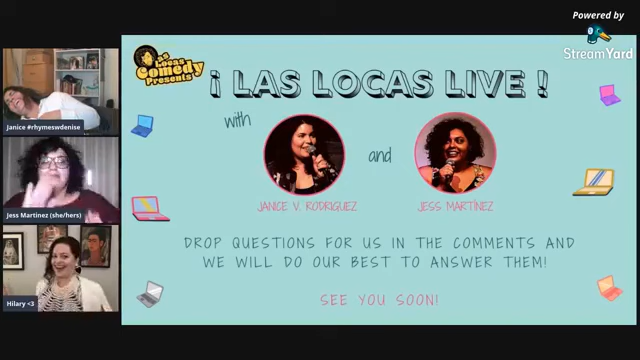 Powered by
StreamYard
Las Locas
Comedy
Presents
¡ LAS LOCAS LIVE !
with
and
JANICE V. RODRIGUEZ
JESS MARTÍNEZ
DROP QUESTIONS FOR US IN THE COMMENTS AND
WE WILL DO OUR BEST TO ANSWER THEM!
SEE YOU SOON!
Janice #rhymeswdenise
Jess Martinez (she/hers)
Hilary <3